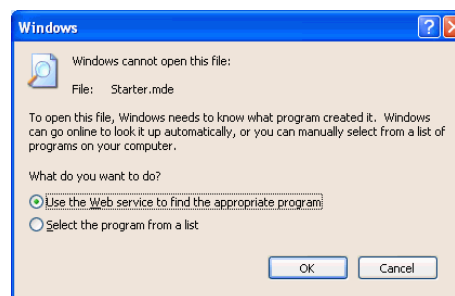 Windows
Windows cannot open this file:
File: Starter.mde
To open this file, Windows needs to know what program created it. Windows
can go online to look it up automatically, or you can manually select from a list of
programs on your computer.
What do you want to do?
Use the Web service to find the appropriate program
Select the program from a list
OK Cancel